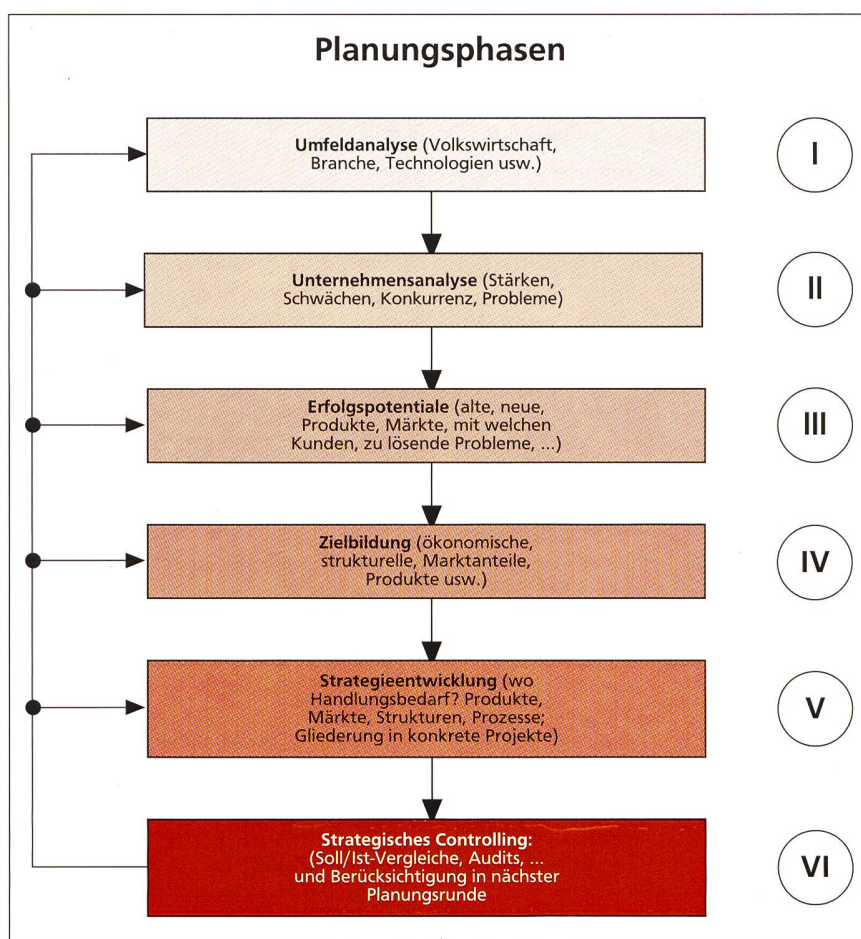 Planungsphasen
Umfeldanalyse (Volkswirtschaft,
Branche, Technologien usw.)
I
Unternehmensanalyse (Stärken,
Schwächen, Konkurrenz, Probleme)
II
Erfolgspotentiale (alte, neue,
Produkte, Märkte, mit welchen
Kunden, zu lösende Probleme, ...)
III
Zielbildung (ökonomische,
strukturelle, Marktanteile,
Produkte usw.)
IV
Strategieentwicklung (wo
Handlungsbedarf? Produkte,
Märkte, Strukturen, Prozesse;
Gliederung in konkrete Projekte)
V
Strategisches Controlling:
(Soll/Ist-Vergleiche, Audits, ...
und Berücksichtigung in nächster
Planungsrunde
VI